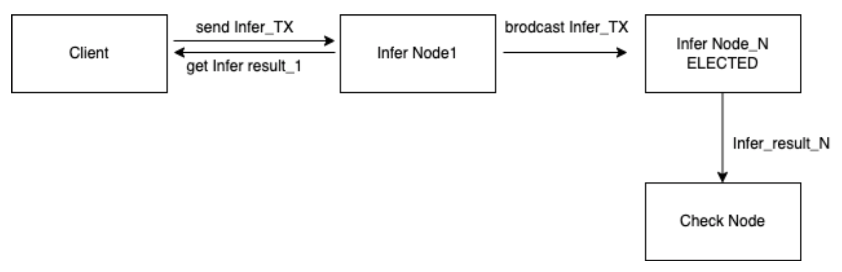 send Infer_TX
brodcast Infer_TX
Client
Infer Node1
Infer Node_N
ELECTED
get Infer result_1
Infer_result_N
Check Node